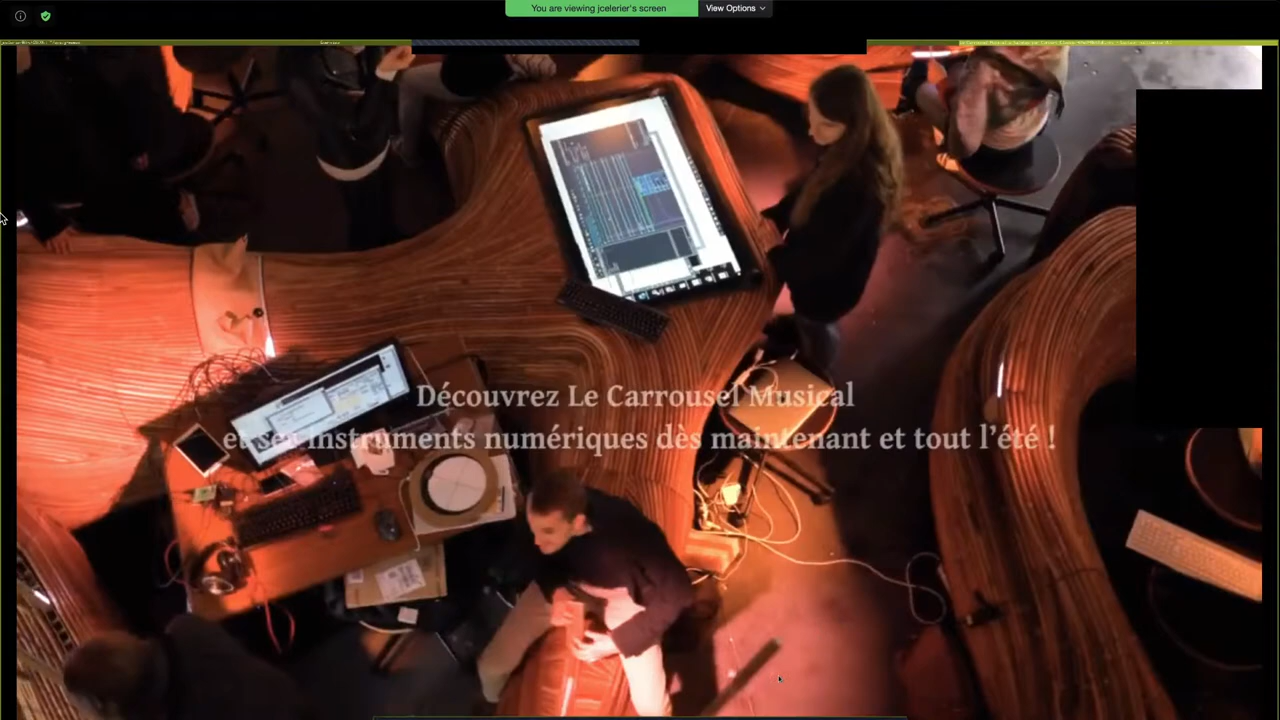 You are viewing jcelerier's screen
View Options
Découvrez Le Carrousel Musical
et ses instruments numériques dès maintenant et tout l'été !